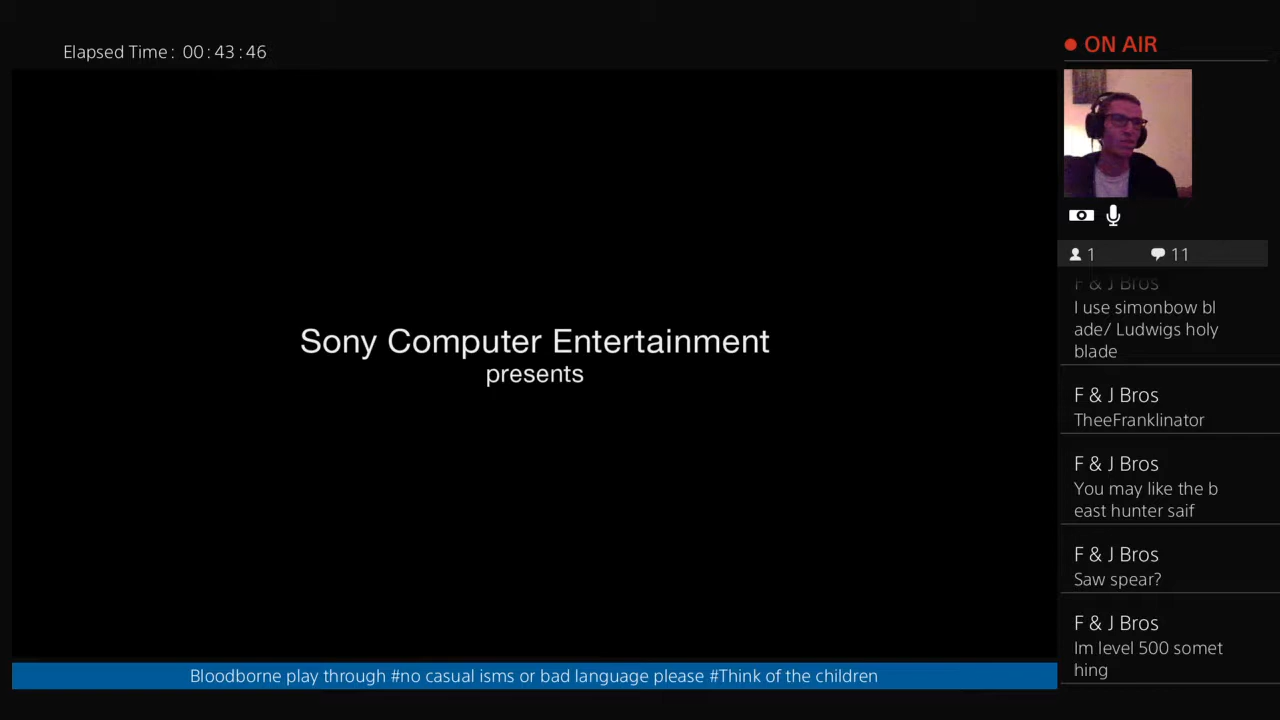 Elapsed Time: 00:43:46
ON AIR
1 11
F & J Bros
I use simonbow bl
ade/ Ludwigs holy
blade
F & J Bros
TheeFranklinator
F & J Bros
You may like the b
east hunter saif
F & J Bros
Saw spear?
F & J Bros
Im level 500 somet
hing
Sony Computer Entertainment
presents
Bloodborne play through #no casual isms or bad language please #Think of the children